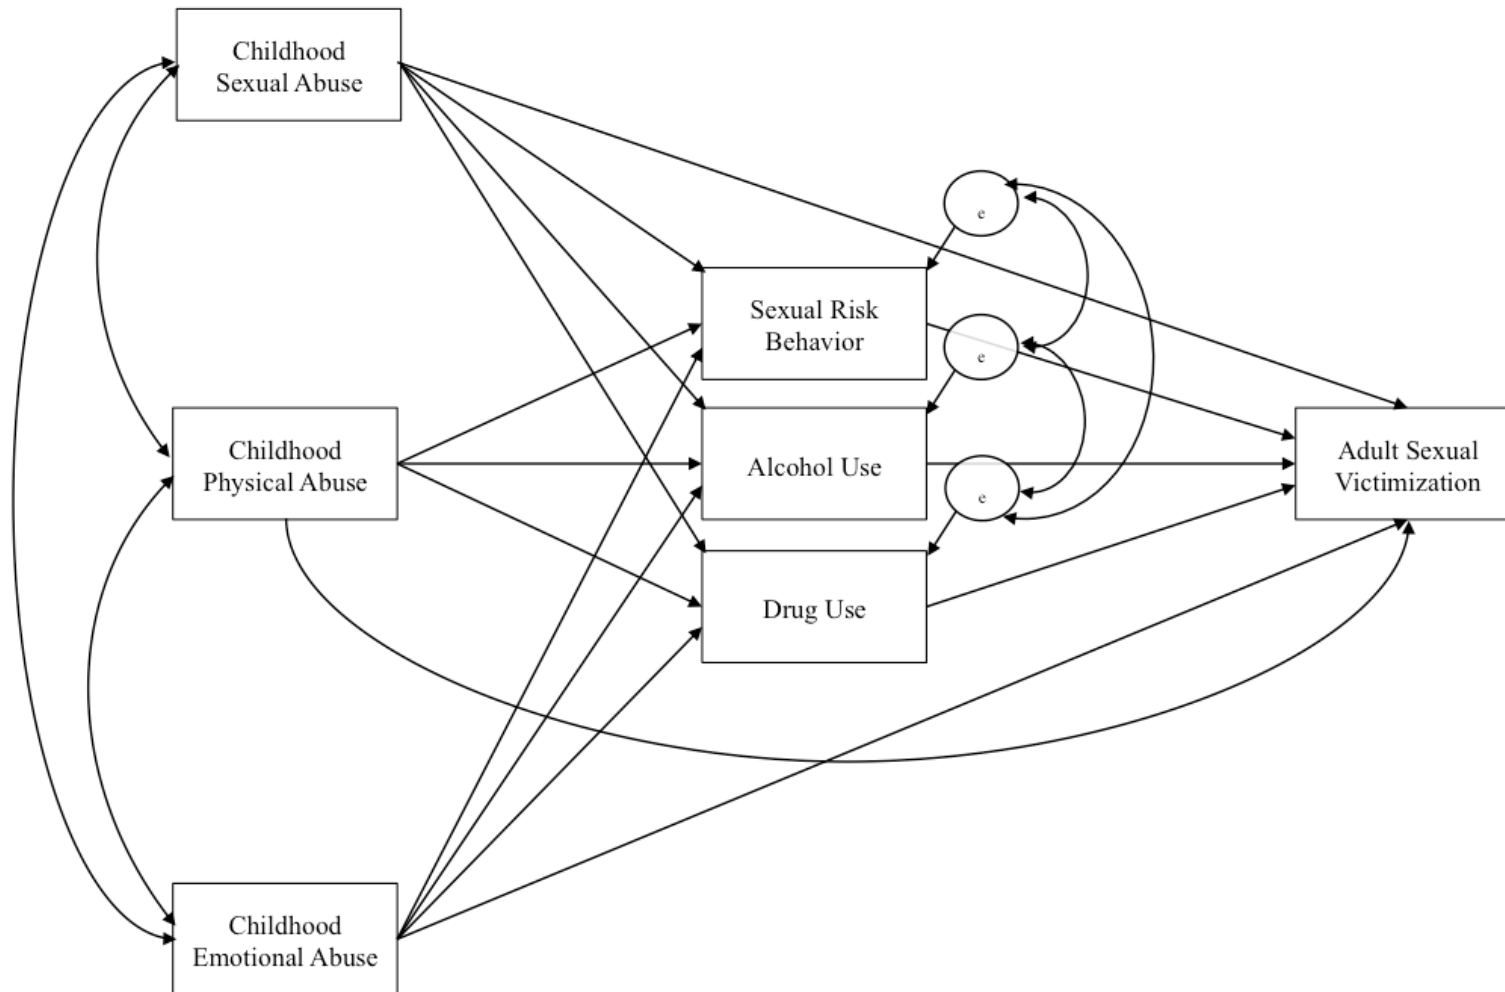 Childhood
Sexual Abuse
e
Sexual Risk
Behavior
e
Childhood
Physical Abuse
Alcohol Use
Adult Sexual
Victimization
e
Drug Use
Childhood
Emotional Abuse